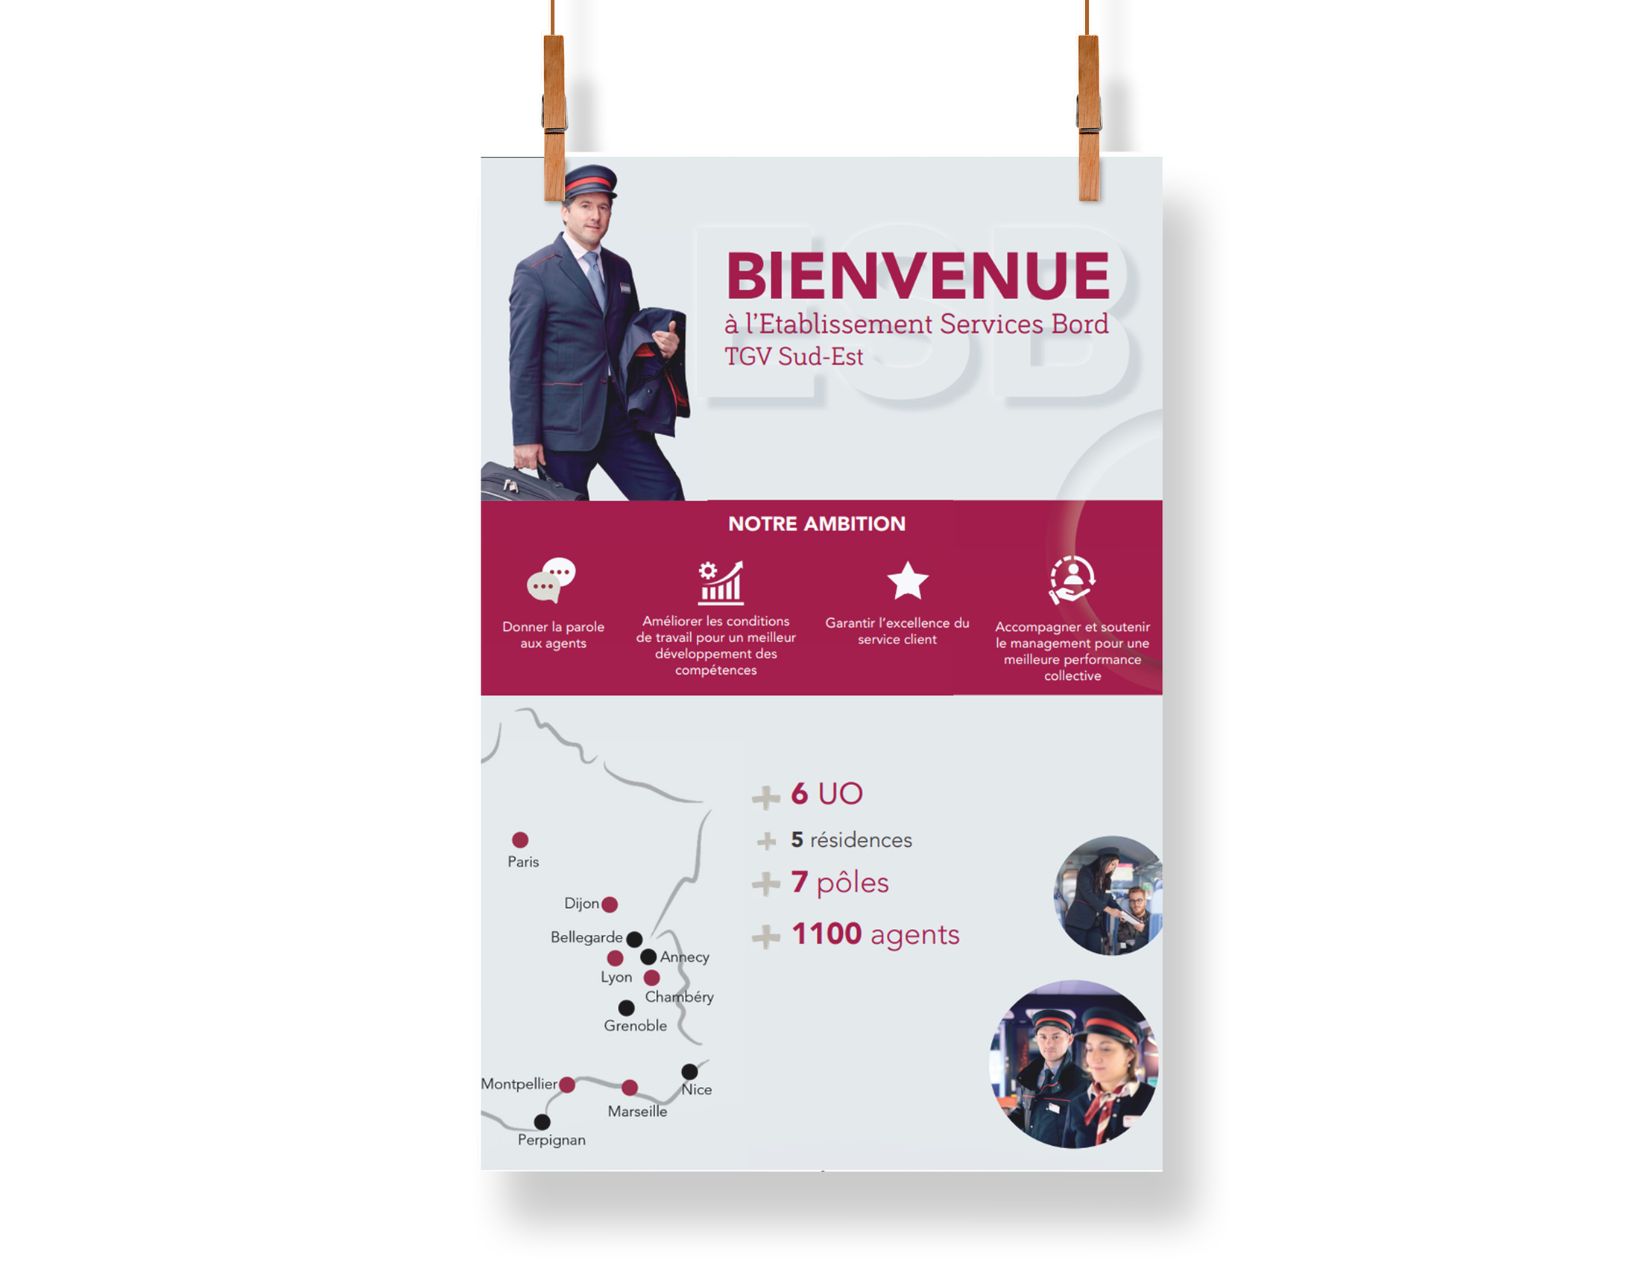 ESB
BIENVENUE
à l'Etablissement Services Bord
TGV Sud-Est
NOTRE AMBITION
Donner la parole
aux agents
Améliorer les conditions
de travail pour un meilleur
développement des
compétences
Garantir l'excellence du
service client
Accompagner et soutenir
le management pour une
meilleure performance
collective
Paris
Dijon
Bellegarde
Annecy
Lyon
Chambéry
Grenoble
Montpellier
Nice
Marseille
Perpignan
6 UO
5 résidences
7 pôles
1100 agents